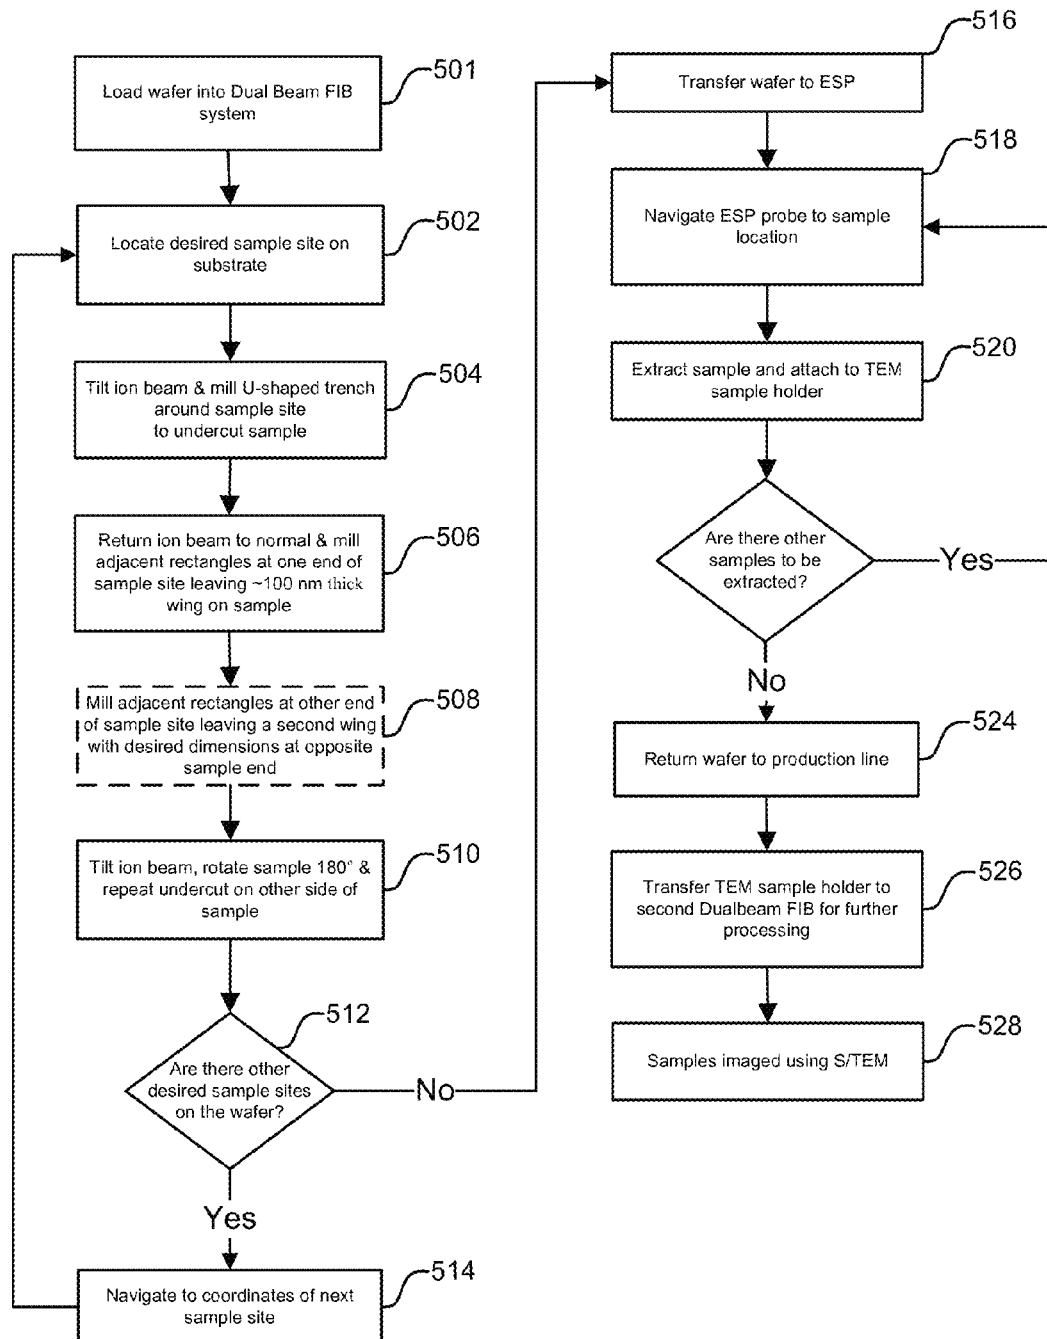 501
Load wafer into Dual Beam FIB
system
502
Locate desired sample site on
substrate
504
Tilt ion beam & mill U-shaped trench
around sample site
to undercut sample
506
Return ion beam to normal & mill
adjacent rectangles at one end of
sample site leaving ~100 nm thick
wing on sample
508
Mill adjacent rectangles at other end
of sample site leaving a second wing
with desired dimensions at opposite
sample end
510
Tilt ion beam, rotate sample 180° &
repeat undercut on other side of
sample
512
Are there other
desired sample sites
on the wafer?
No
Yes
514
Navigate to coordinates of next
sample site
516
Transfer wafer to ESP
518
Navigate ESP probe to sample
location
520
Extract sample and attach to TEM
sample holder
Are there other
samples to be
extracted?
Yes
No
524
Return wafer to production line
526
Transfer TEM sample holder to
second Dualbeam FIB for further
processing
528
Samples imaged using S/TEM